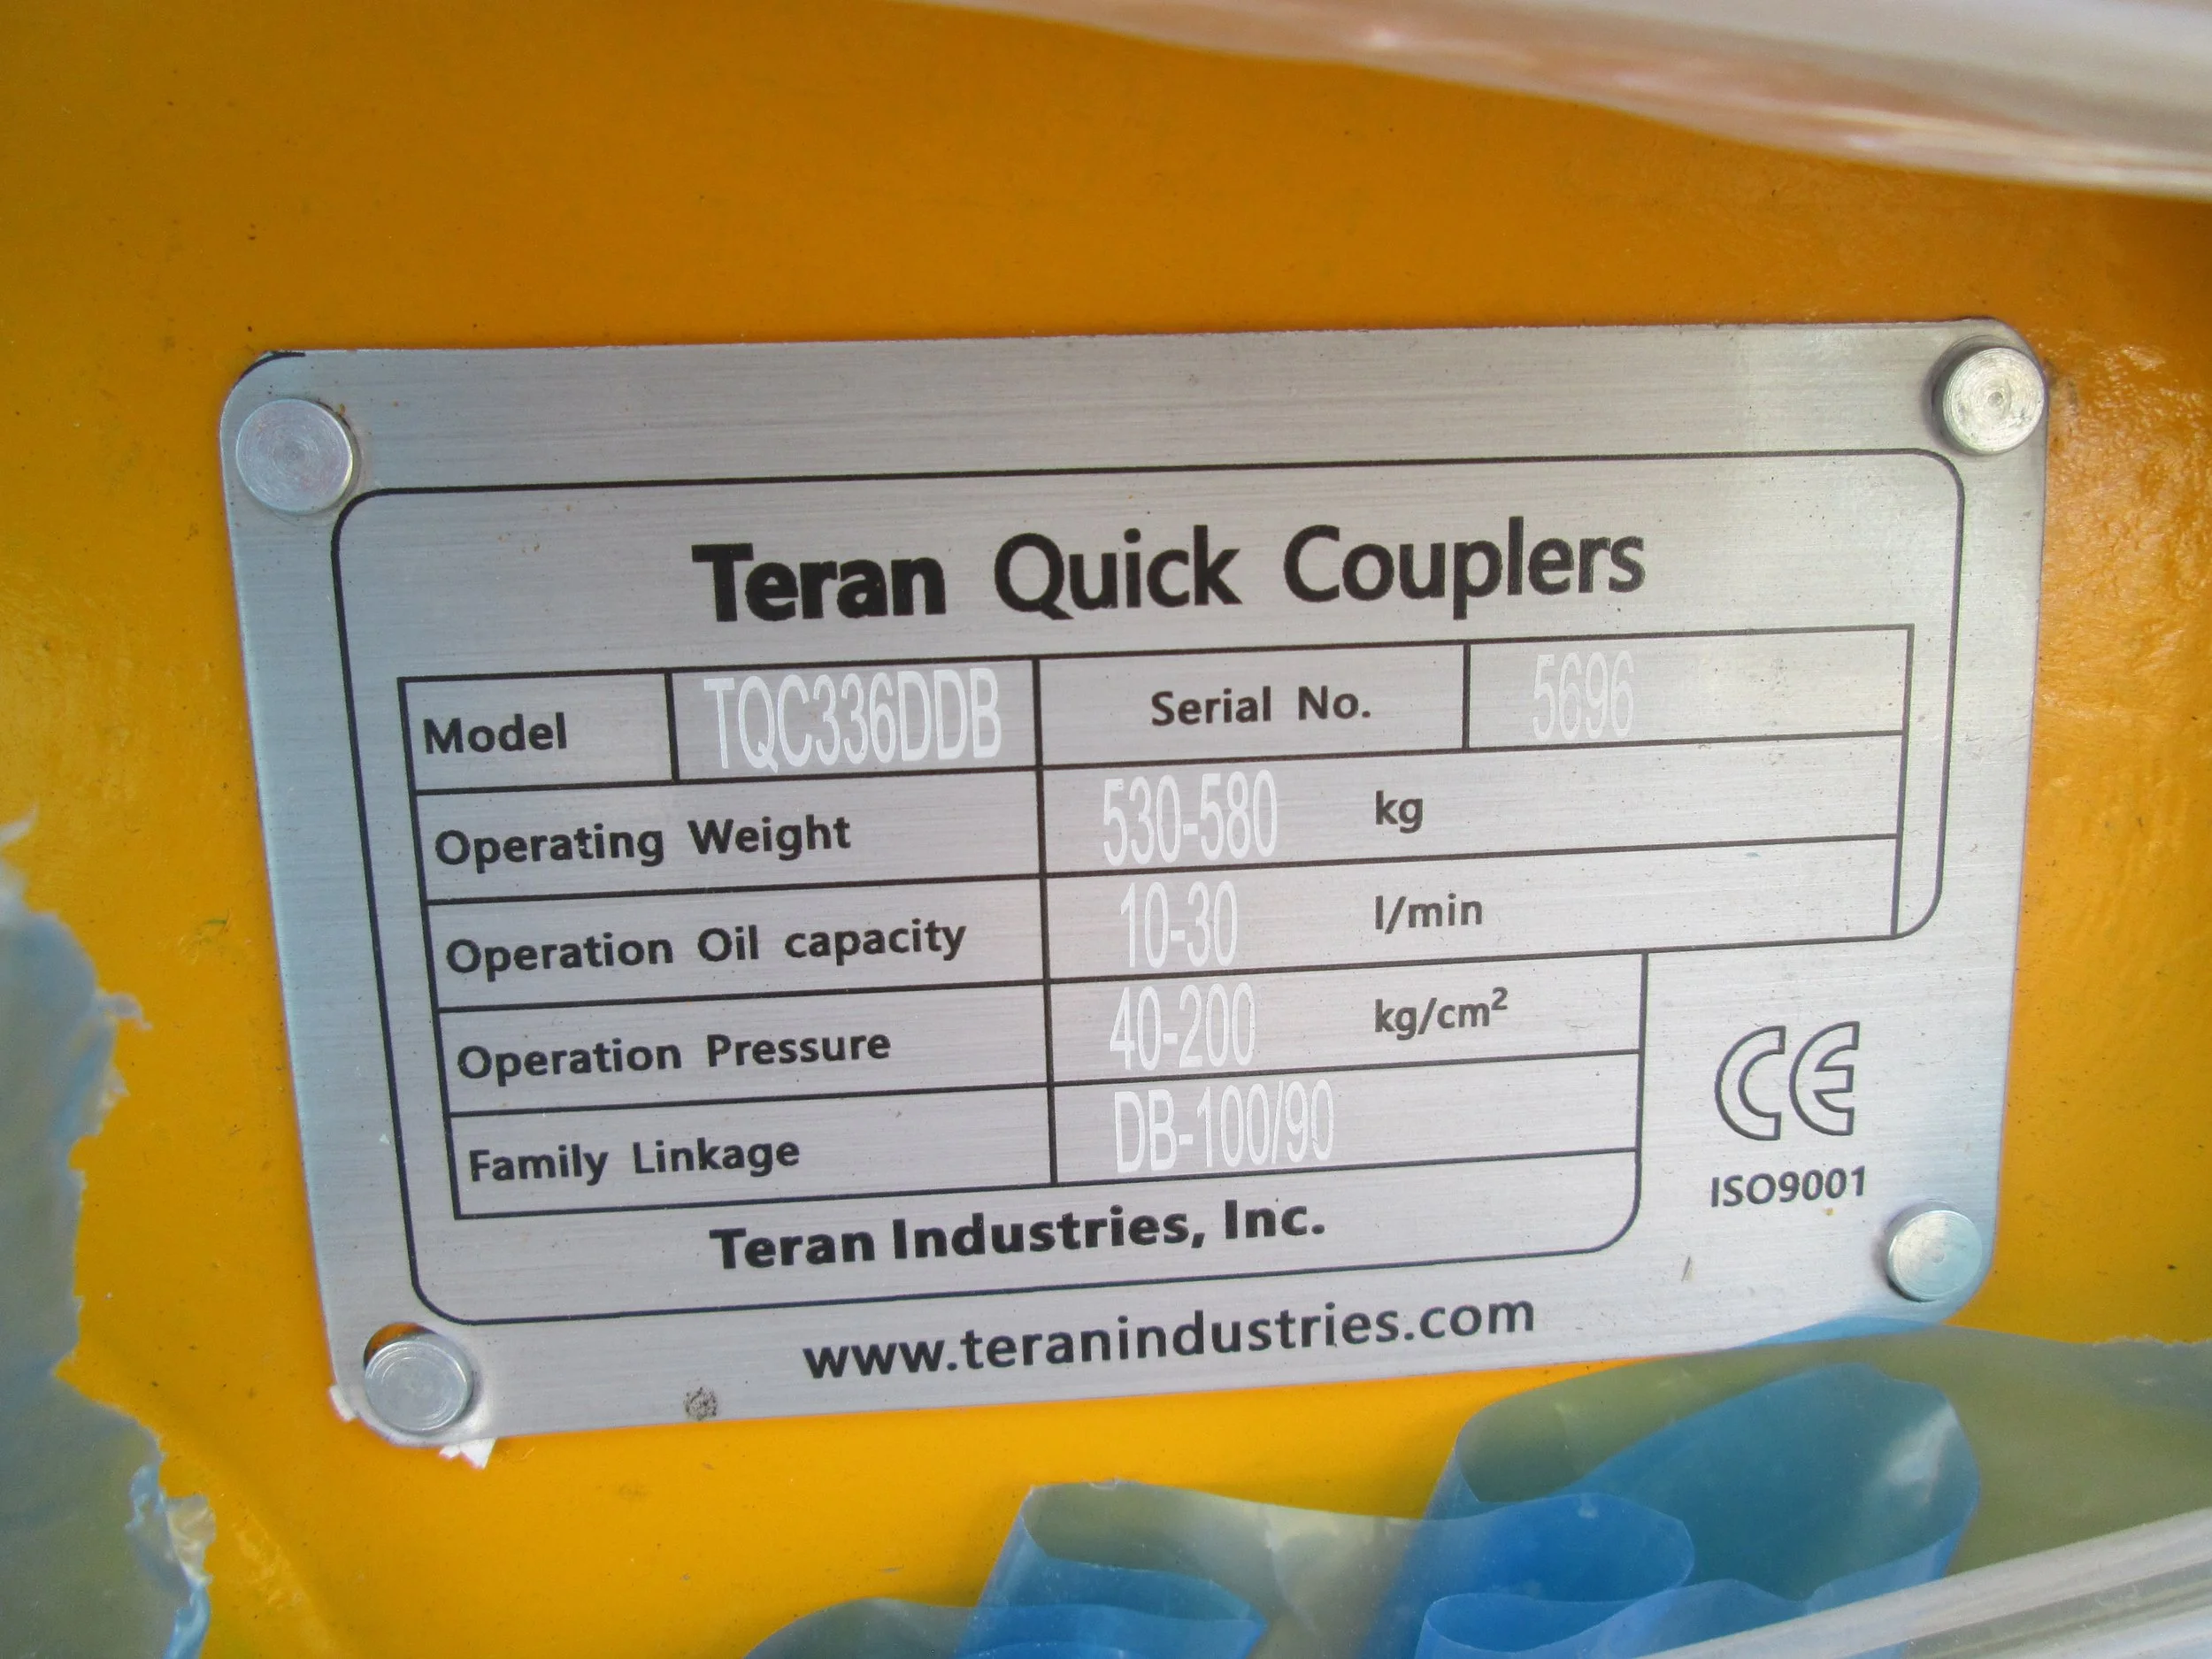 Teran Quick Couplers
Model TQC336DDB Serial No. 5696
Operating Weight 530-580 kg
Operation Oil capacity 10-30 l/min
Operation Pressure 40-200 kg/cm²
Family Linkage DB-100/90
CE
ISO9001
Teran Industries, Inc.
www.teranindustries.com